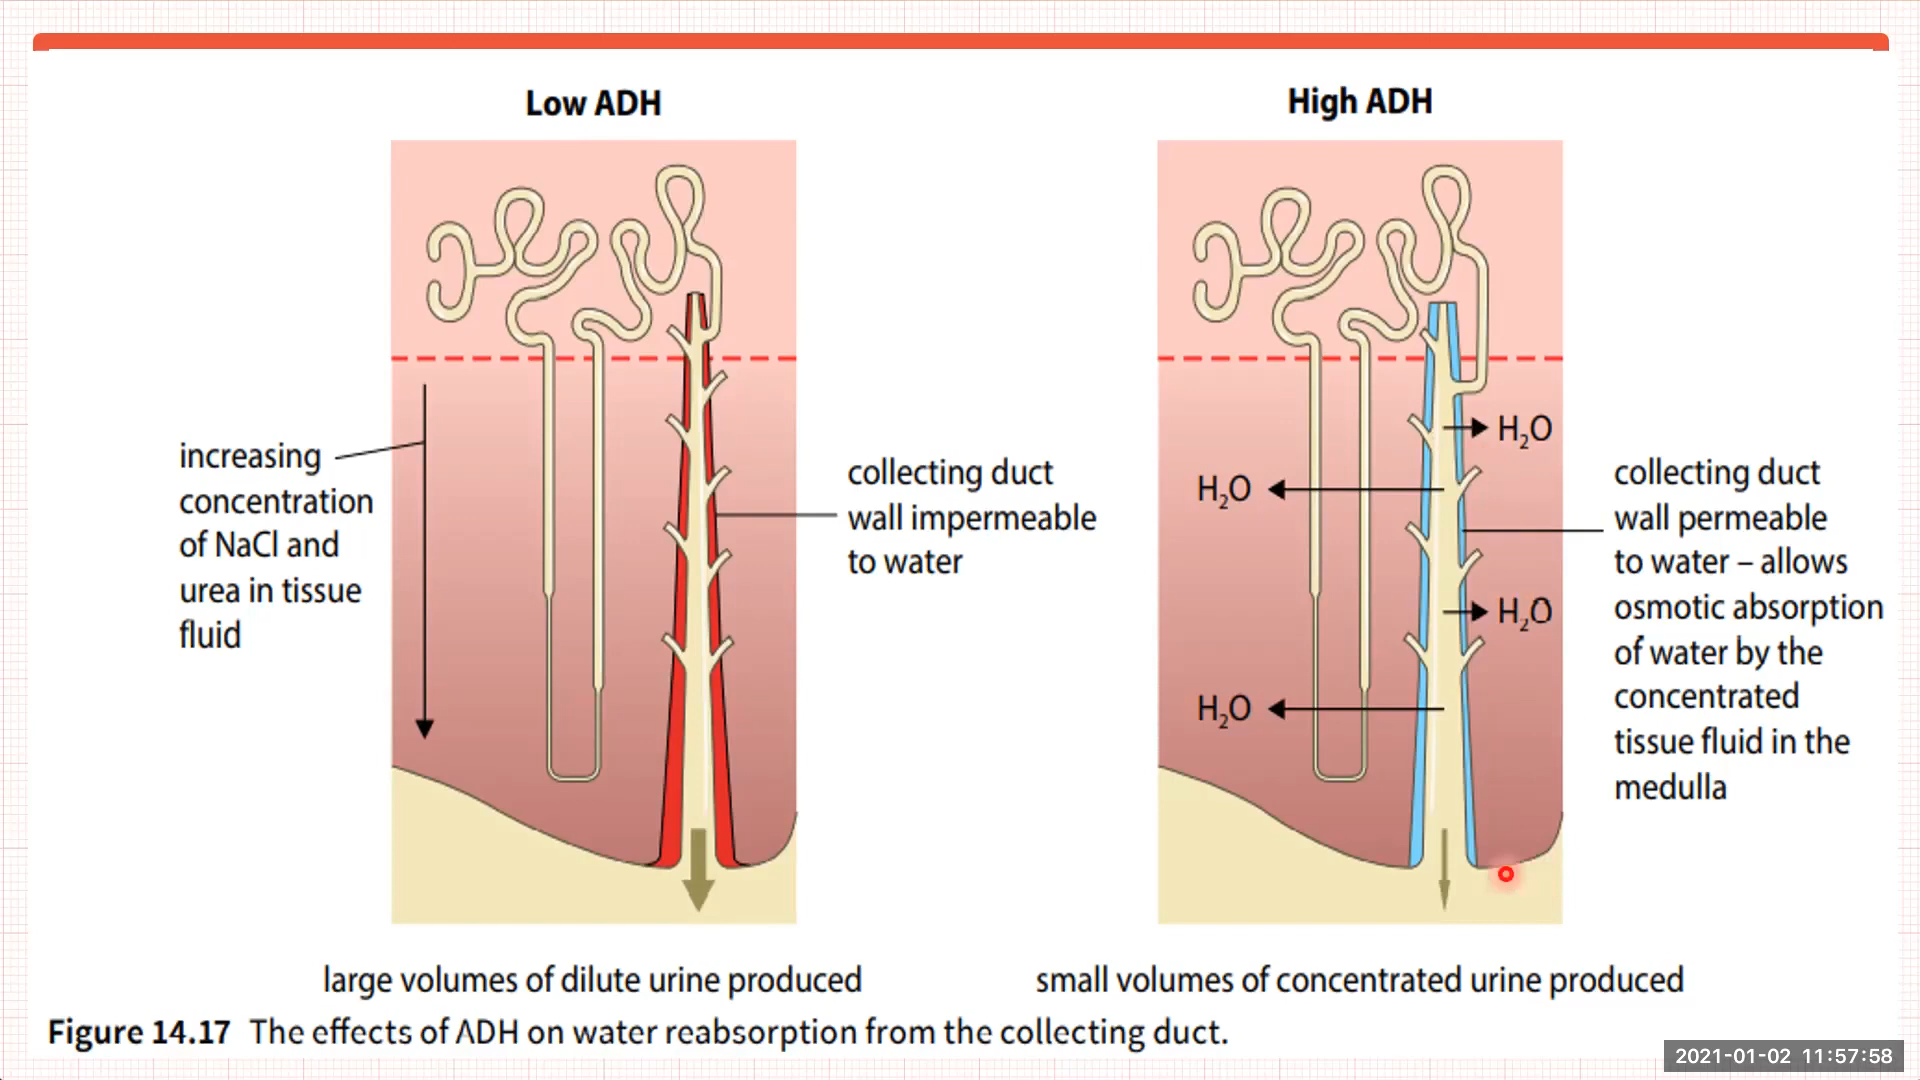 Low ADH
High ADH
increasing
concentration
of NaCl and
urea in tissue
fluid
collecting duct
wall impermeable
to water
H₂O
H₂O
H₂O
H₂O
collecting duct
wall permeable
to water – allows
osmotic absorption
of water by the
concentrated
tissue fluid in the
medulla
large volumes of dilute urine produced
small volumes of concentrated urine produced
Figure 14.17 The effects of ADH on water reabsorption from the collecting duct.
2021-01-02 11:57:58